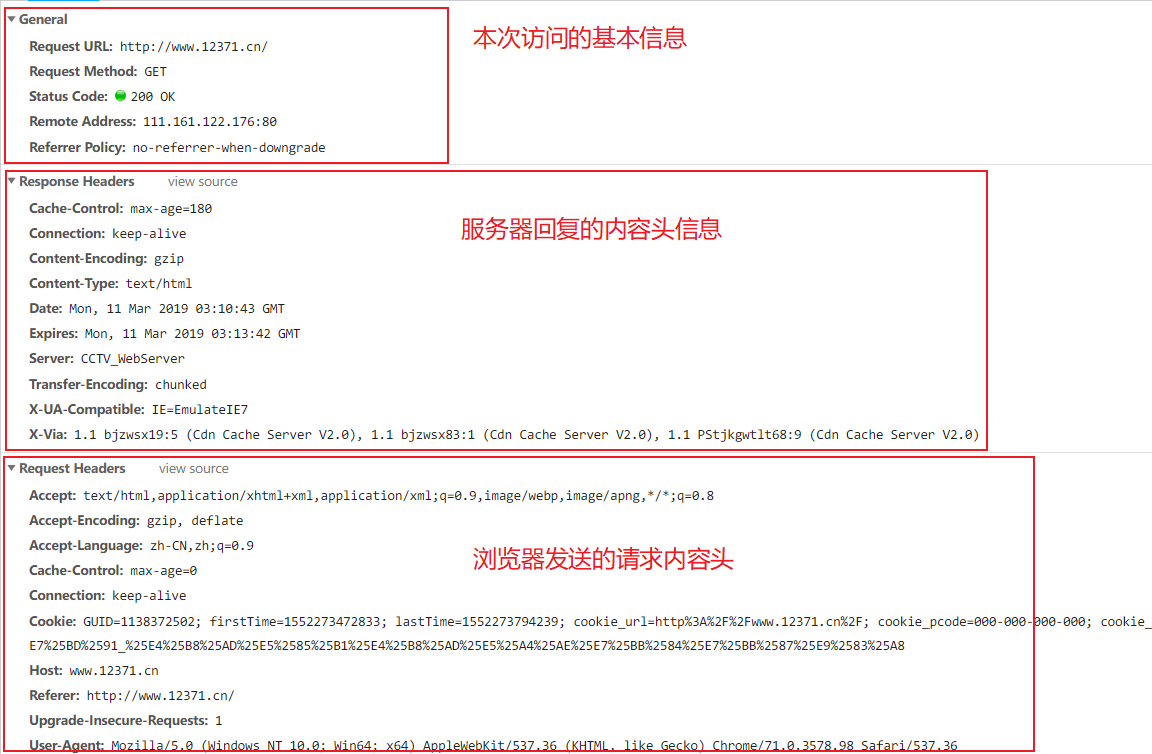 General
本次访问的基本信息
Request URL: http://www.12371.cn/
Request Method: GET
Status Code: 200 OK
Remote Address: 111.161.122.176:80
Referrer Policy: no-referrer-when-downgrade
Response Headers view source
Cache-Control: max-age=180
服务器回复的内容头信息
Connection: keep-alive
Content-Encoding: gzip
Content-Type: text/html
Date: Mon, 11 Mar 2019 03:10:43 GMT
Expires: Mon, 11 Mar 2019 03:13:42 GMT
Server: CCTV_WebServer
Transfer-Encoding: chunked
X-UA-Compatible: IE=EmulateIE7
X-Via: 1.1 bjzwsx19:5 (Cdn Cache Server V2.0), 1.1 bjzwsx83:1 (Cdn Cache Server V2.0), 1.1 PStjkgwtlt68:9 (Cdn Cache Server V2.0)
Request Headers view source
Accept: text/html,application/xhtml+xml,application/xml;q=0.9,image/webp,image/apng,*/*;q=0.8
Accept-Encoding: gzip, deflate
Accept-Language: zh-CN,zh;q=0.9
浏览器发送的请求内容头
Cache-Control: max-age=0
Connection: keep-alive
Cookie: GUID=1138372502; firstTime=1552273472833; lastTime=1552273794239; cookie_url=http%3A%2F%2Fwww.12371.cn%2F; cookie_pcode=000-000-000-000; cookie_
E7%25BD%2591_%25E4%25B8%25AD%25E5%2585%25B1%25E4%25B8%25AD%25E5%25A4%25AE%25E7%25BB%2584%25E7%25BB%2587%25E9%2583%25A8
Host: www.12371.cn
Referer: http://www.12371.cn/
Upgrade-Insecure-Requests: 1
User-Agent: Mozilla/5.0 (Windows NT 10.0; Win64; x64) AppleWebKit/537.36 (KHTML, like Gecko) Chrome/71.0.3578.98 Safari/537.36